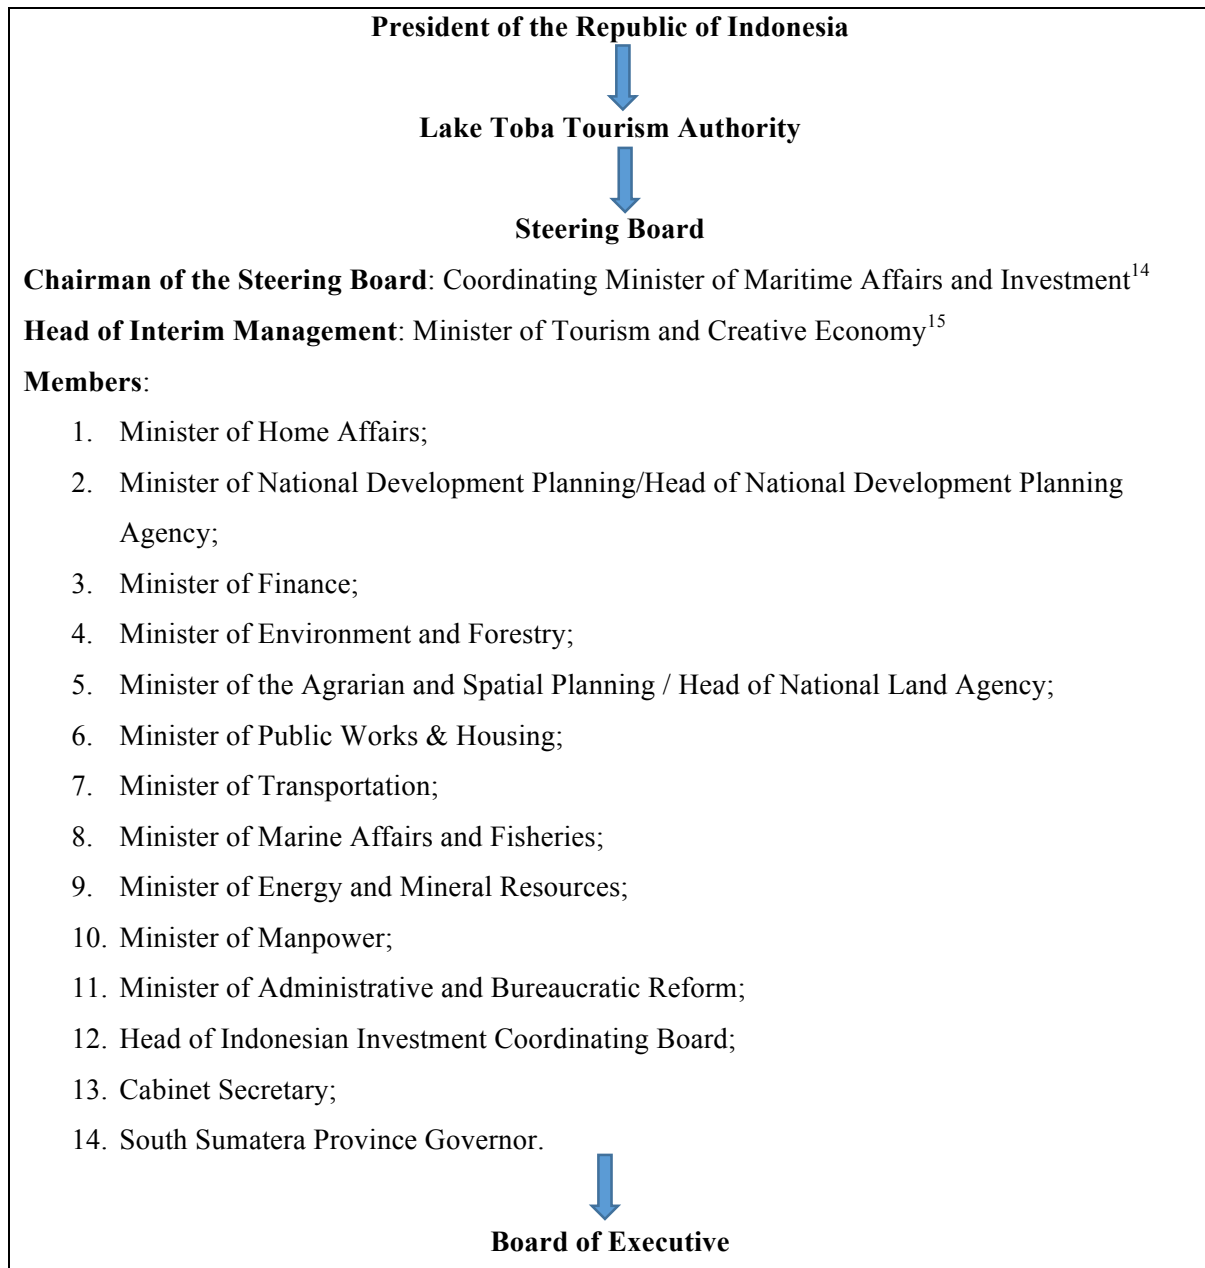 President of the Republic of Indonesia
Lake Toba Tourism Authority
Steering Board
Chairman of the Steering Board: Coordinating Minister of Maritime Affairs and Investment14
Head of Interim Management: Minister of Tourism and Creative Economy15
Members:
1. Minister of Home Affairs;
2. Minister of National Development Planning/Head of National Development Planning
Agency;
3. Minister of Finance;
4. Minister of Environment and Forestry;
5. Minister of the Agrarian and Spatial Planning / Head of National Land Agency;
6. Minister of Public Works & Housing;
7. Minister of Transportation;
8. Minister of Marine Affairs and Fisheries;
9. Minister of Energy and Mineral Resources;
10. Minister of Manpower;
11. Minister of Administrative and Bureaucratic Reform;
12. Head of Indonesian Investment Coordinating Board;
13. Cabinet Secretary;
14. South Sumatera Province Governor.
Board of Executive